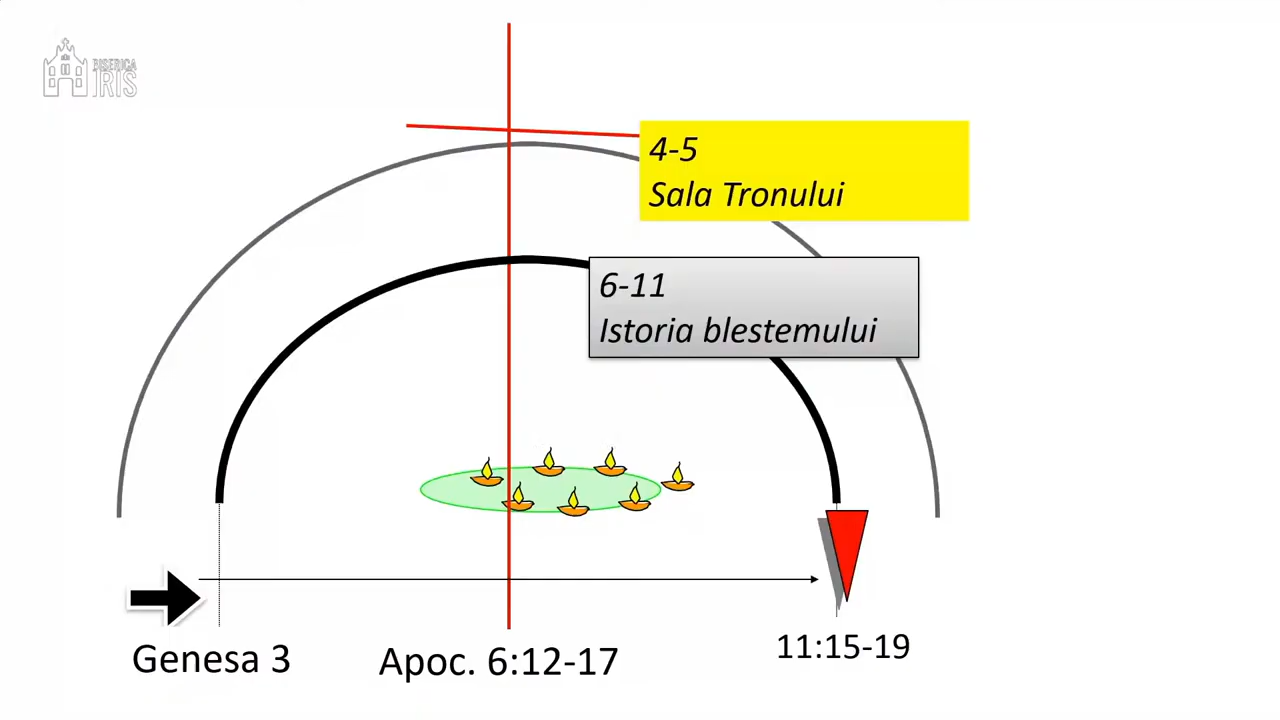 BISERICA
IRIS
4-5
Sala Tronului
6-11
Istoria blestemului
Genesa 3
Apoc. 6:12-17
11:15-19